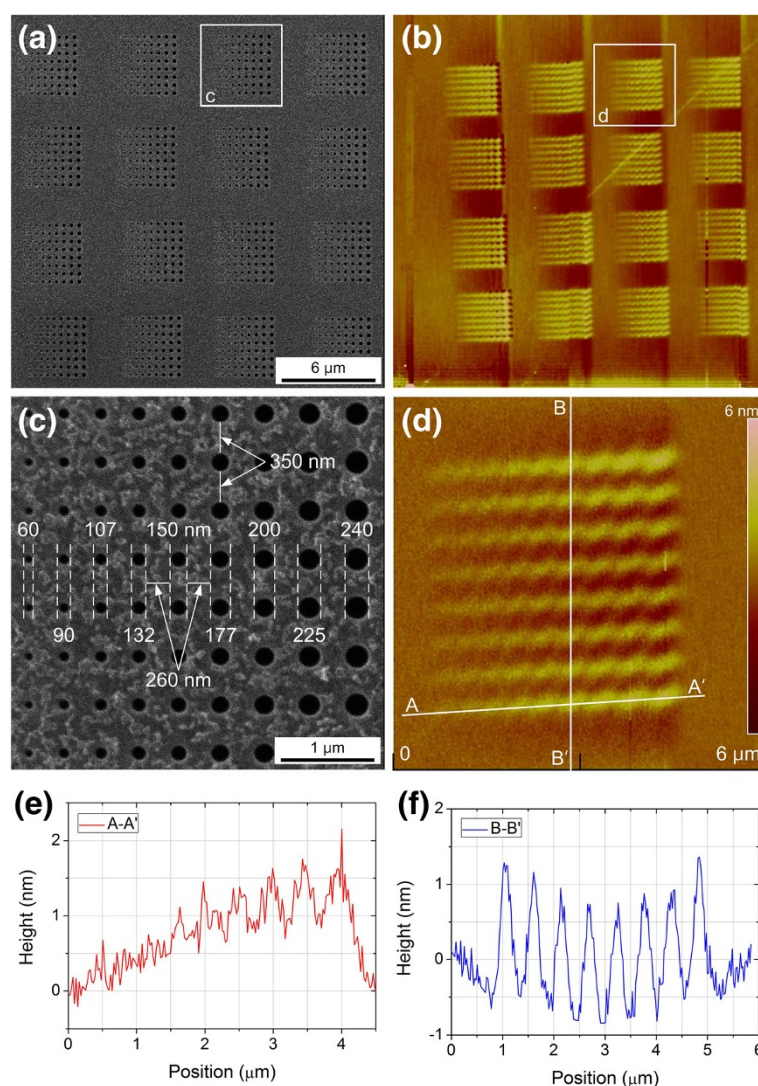 (a)
c
6 µm
(b)
d
(c)
350 nm
60 107 150 nm 200 240
90 132 177 225
260 nm
1 µm
(d)
B
6 nm
A A'
0 B' 6 µm
(e)
A-A'
Height (nm)
2
1
0
0 1 2 3 4
Position (µm)
(f)
B-B'
Height (nm)
2
1
0
-1
0 1 2 3 4 5 6
Position (µm)